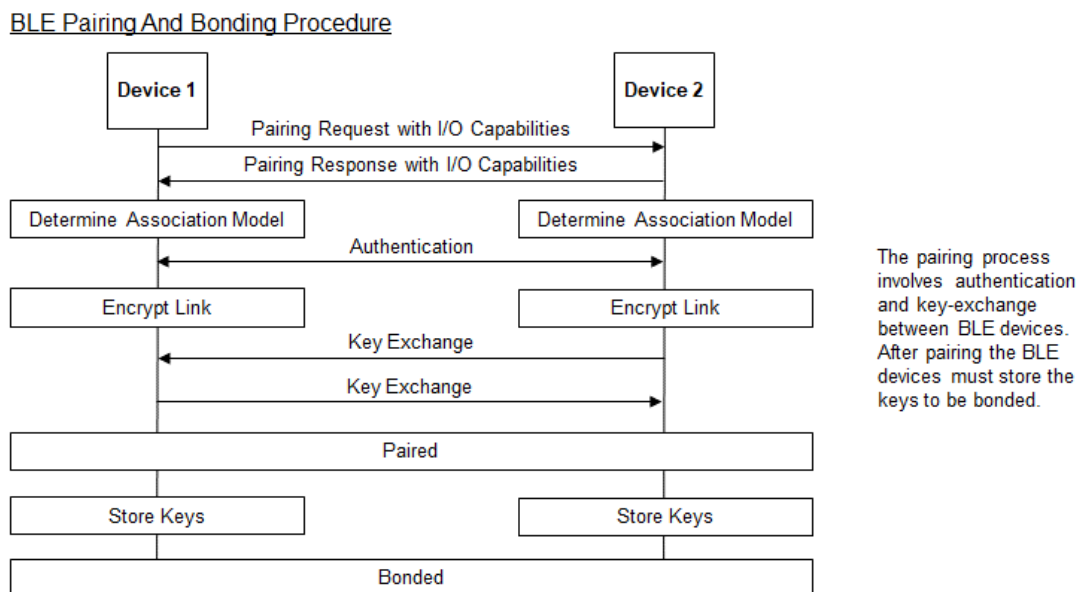 BLE Pairing And Bonding Procedure
Device 1
Device 2
Pairing Request with I/O Capabilities
Pairing Response with I/O Capabilities
Determine Association Model
Determine Association Model
Authentication
Encrypt Link
Encrypt Link
Key Exchange
Key Exchange
Paired
Store Keys
Store Keys
Bonded
The pairing process
involves authentication
and key-exchange
between BLE devices.
After pairing the BLE
devices must store the
keys to be bonded.